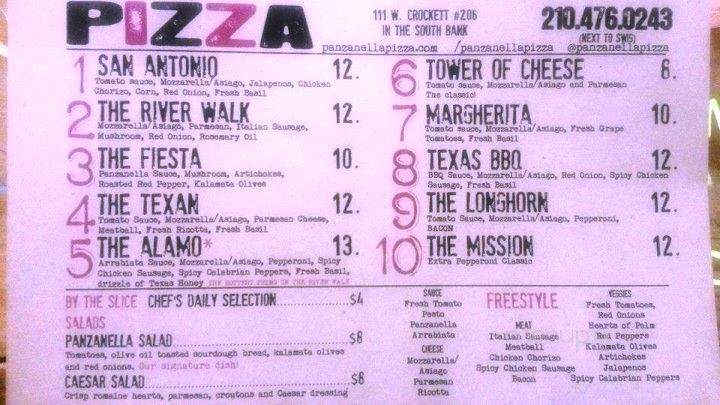 PIZZA
111 W. CROCKETT #206
IN THE SOUTH BANK
210.476.0243
(NEXT TO SWIG)
panzanellapizza.com /panzanellapizza @panzanellapizza
1 SAN ANTONIO 12.
Tomato sauce, Mozzarella/Asiago, Jalapenos, Chicken
Chorizo, Corn, Red Onion, Fresh Basil
2 THE RIVER WALK 12.
Mozzarella/Asiago, Parmesan, Italian Sausage,
Mushroom, Red Onion, Rosemary Oil
3 THE FIESTA 10.
Panzanella Sauce, Mushroom, Artichokes,
Roasted Red Pepper, Kalamata Olives
4 THE TEXAN 12.
Tomato Sauce, Mozzarella/Asiago, Parmesan Cheese,
Meatball, Fresh Ricotta, Fresh Basil
5 THE ALAMO* 13.
Arrabiata Sauce, Mozzarella/Asiago, Pepperoni, Spicy
Chicken Sausage, Spicy Calabrian Peppers, Fresh Basil,
drizzle of Texas Honey THE HOTTEST THING ON THE RIVER WALK
6 TOWER OF CHEESE 8.
Tomato sauce, Mozzarella/Asiago and Parmesan
The classic!
7 MARGHERITA 10.
Tomato sauce, Mozzarella/Asiago, Fresh Grape
Tomatoes, Fresh Basil
8 TEXAS BBQ 12.
BBQ Sauce, Mozzarella/Asiago, Red Onion, Spicy Chicken
Sausage, Fresh Basil
9 THE LONGHORN 12.
Tomato Sauce, Mozzarella/Asiago, Pepperoni,
BACON
10 THE MISSION 12.
Extra Pepperoni Classic
BY THE SLICE CHEF'S DAILY SELECTION $4
SALADS
PANZANELLA SALAD $8
Tomatoes, olive oil toasted sourdough bread, kalamata olives
and red onions. Our signature dish!
CAESAR SALAD $8
Crisp romaine hearts, parmesan, croutons and Caesar dressing
FREESTYLE
SAUCE
Fresh Tomato
Pesto
Panzanella
Arrabiata
CHEESE
Mozzarella/
Asiago
Parmesan
Ricotta
MEAT
Italian Sausage
Meatball
Chicken Chorizo
Spicy Chicken Sausage
Bacon
VEGGIES
Fresh Tomatoes,
Red Onions
Hearts of Palm
Red Peppers
Kalamata Olives
Artichokes
Jalapenos
Spicy Calabrian Peppers